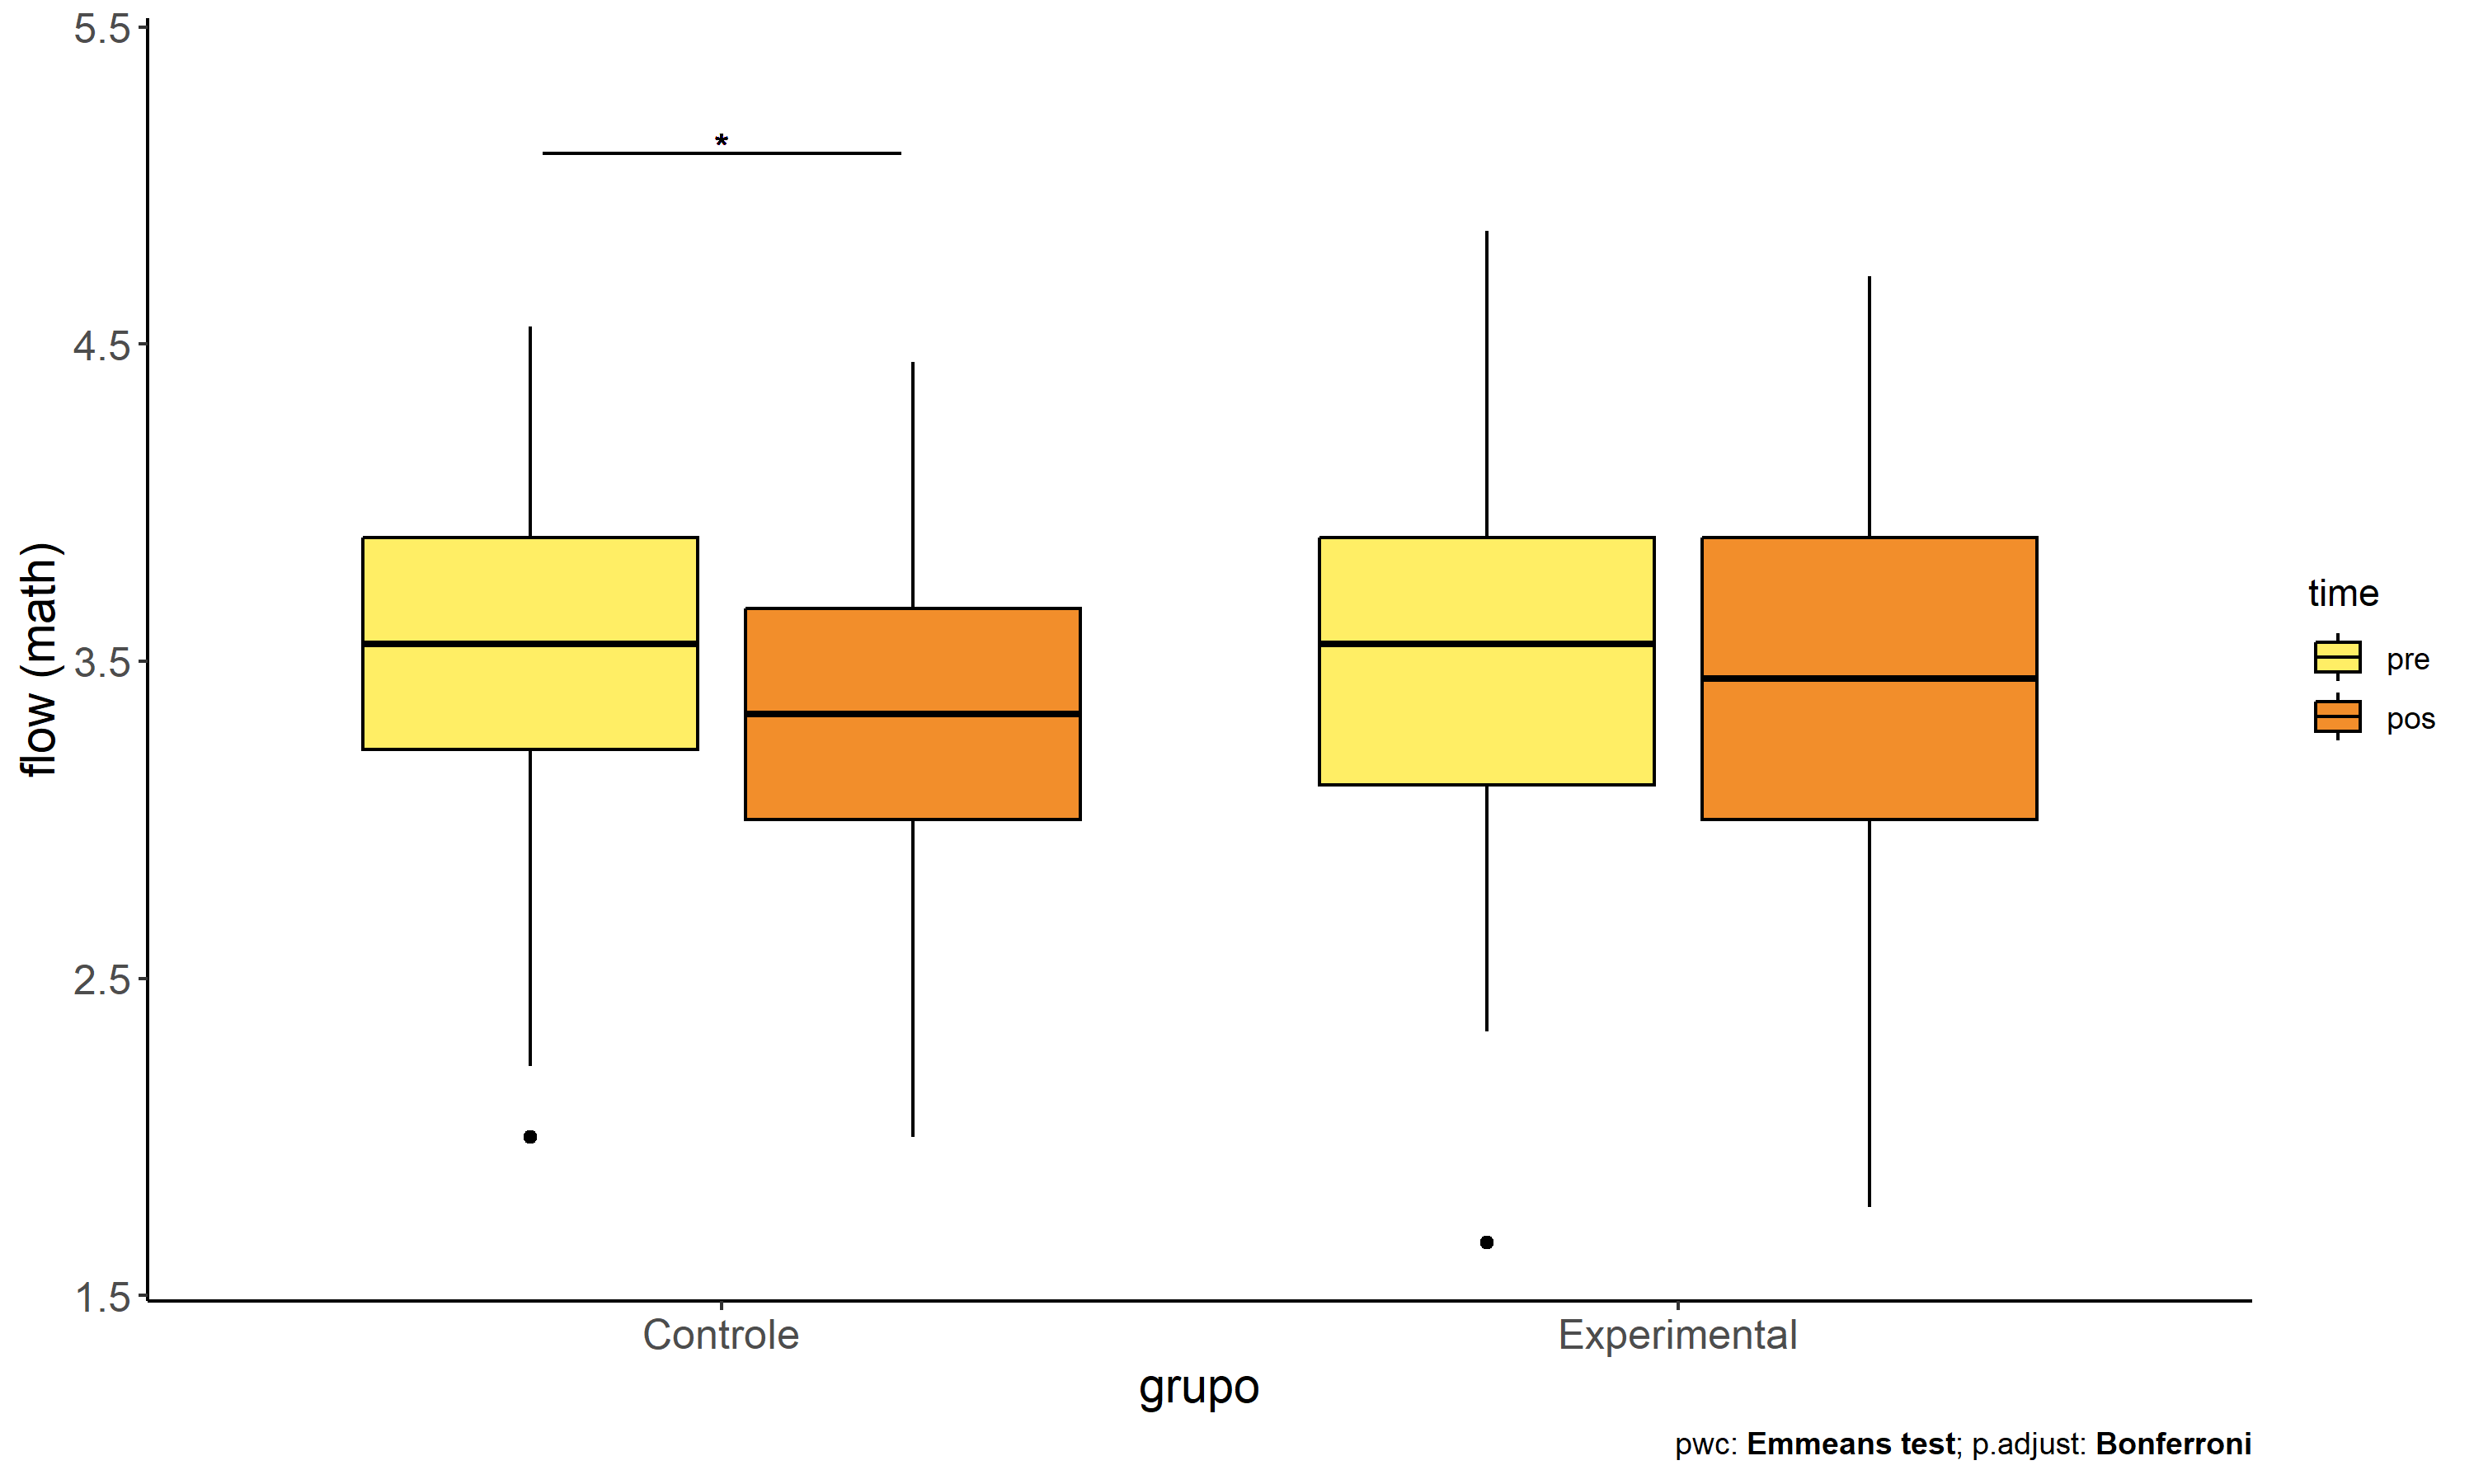 flow (math)
5.5
4.5
3.5
2.5
1.5
*
Controle
Experimental
grupo
time
pre
pos
pwc: Emmeans test; p.adjust: Bonferroni